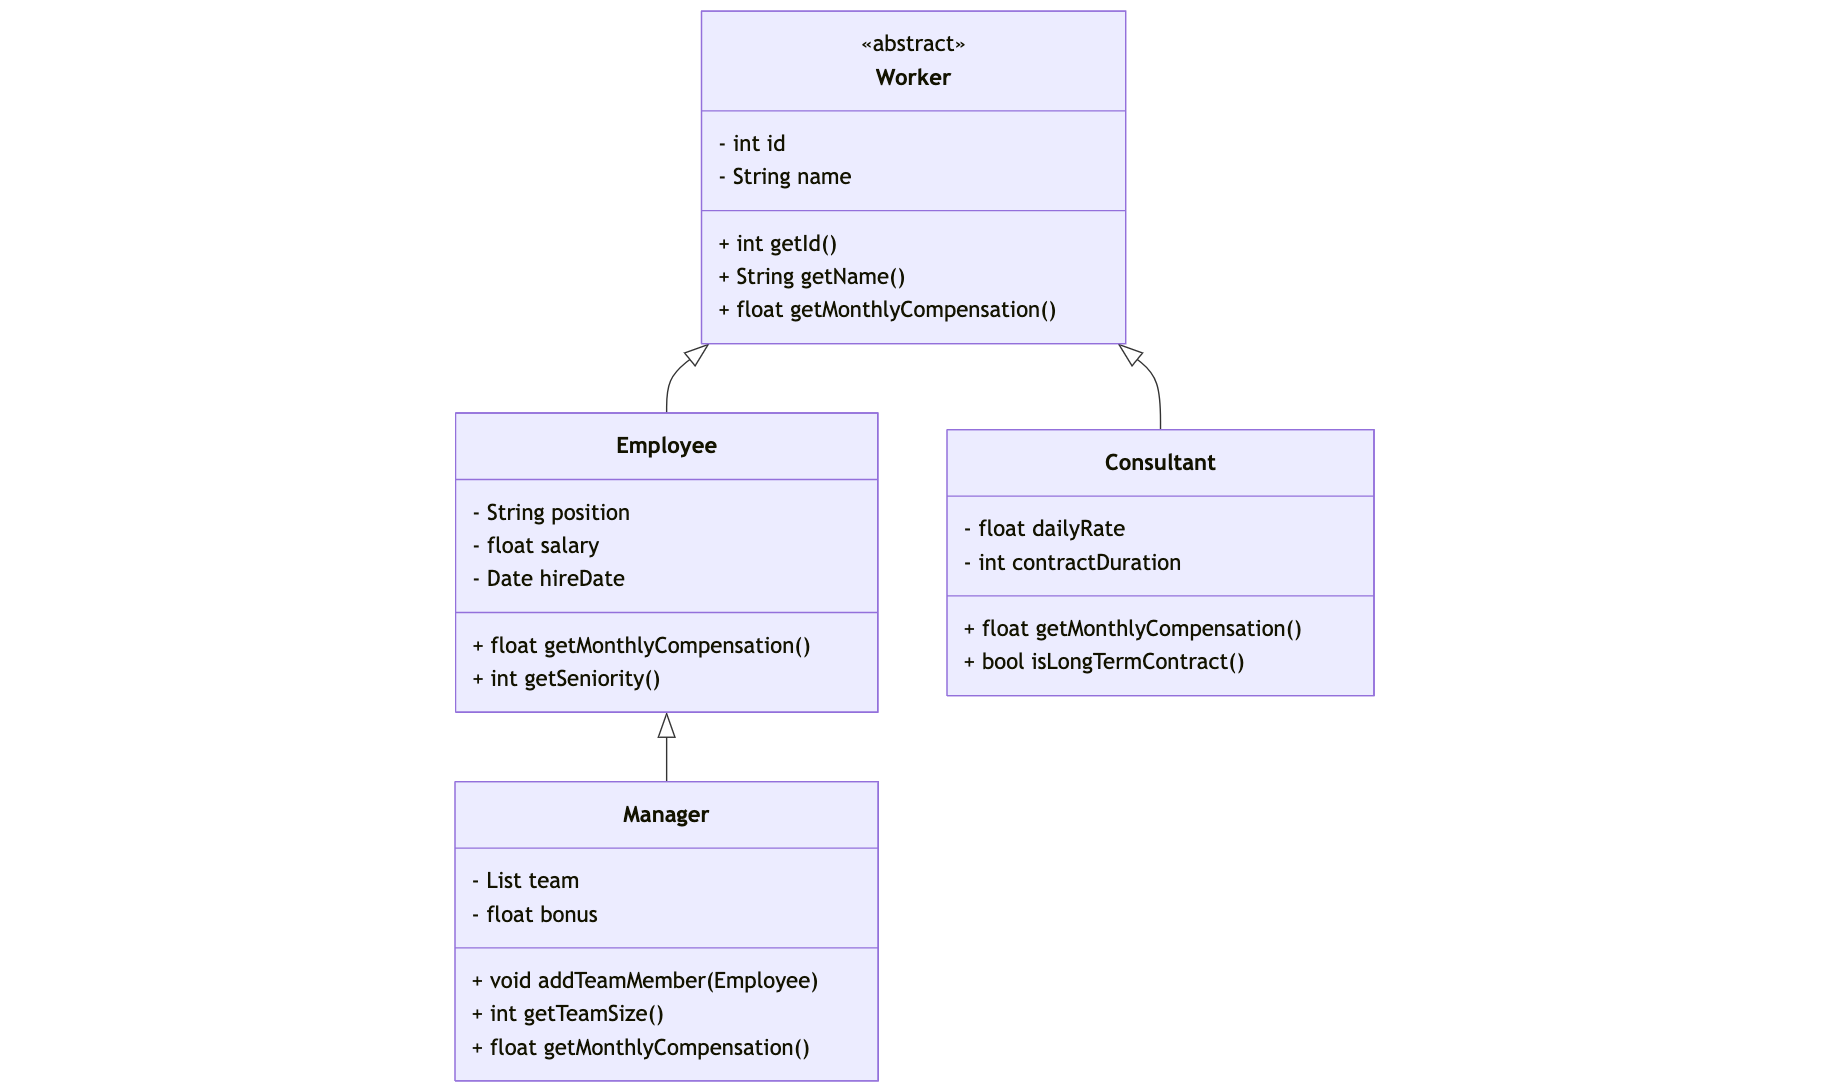 «abstract»
Worker
- int id
- String name
+ int getId()
+ String getName()
+ float getMonthlyCompensation()
Employee
- String position
- float salary
- Date hireDate
+ float getMonthlyCompensation()
+ int getSeniority()
Consultant
- float dailyRate
- int contractDuration
+ float getMonthlyCompensation()
+ bool isLongTermContract()
Manager
- List team
- float bonus
+ void addTeamMember(Employee)
+ int getTeamSize()
+ float getMonthlyCompensation()